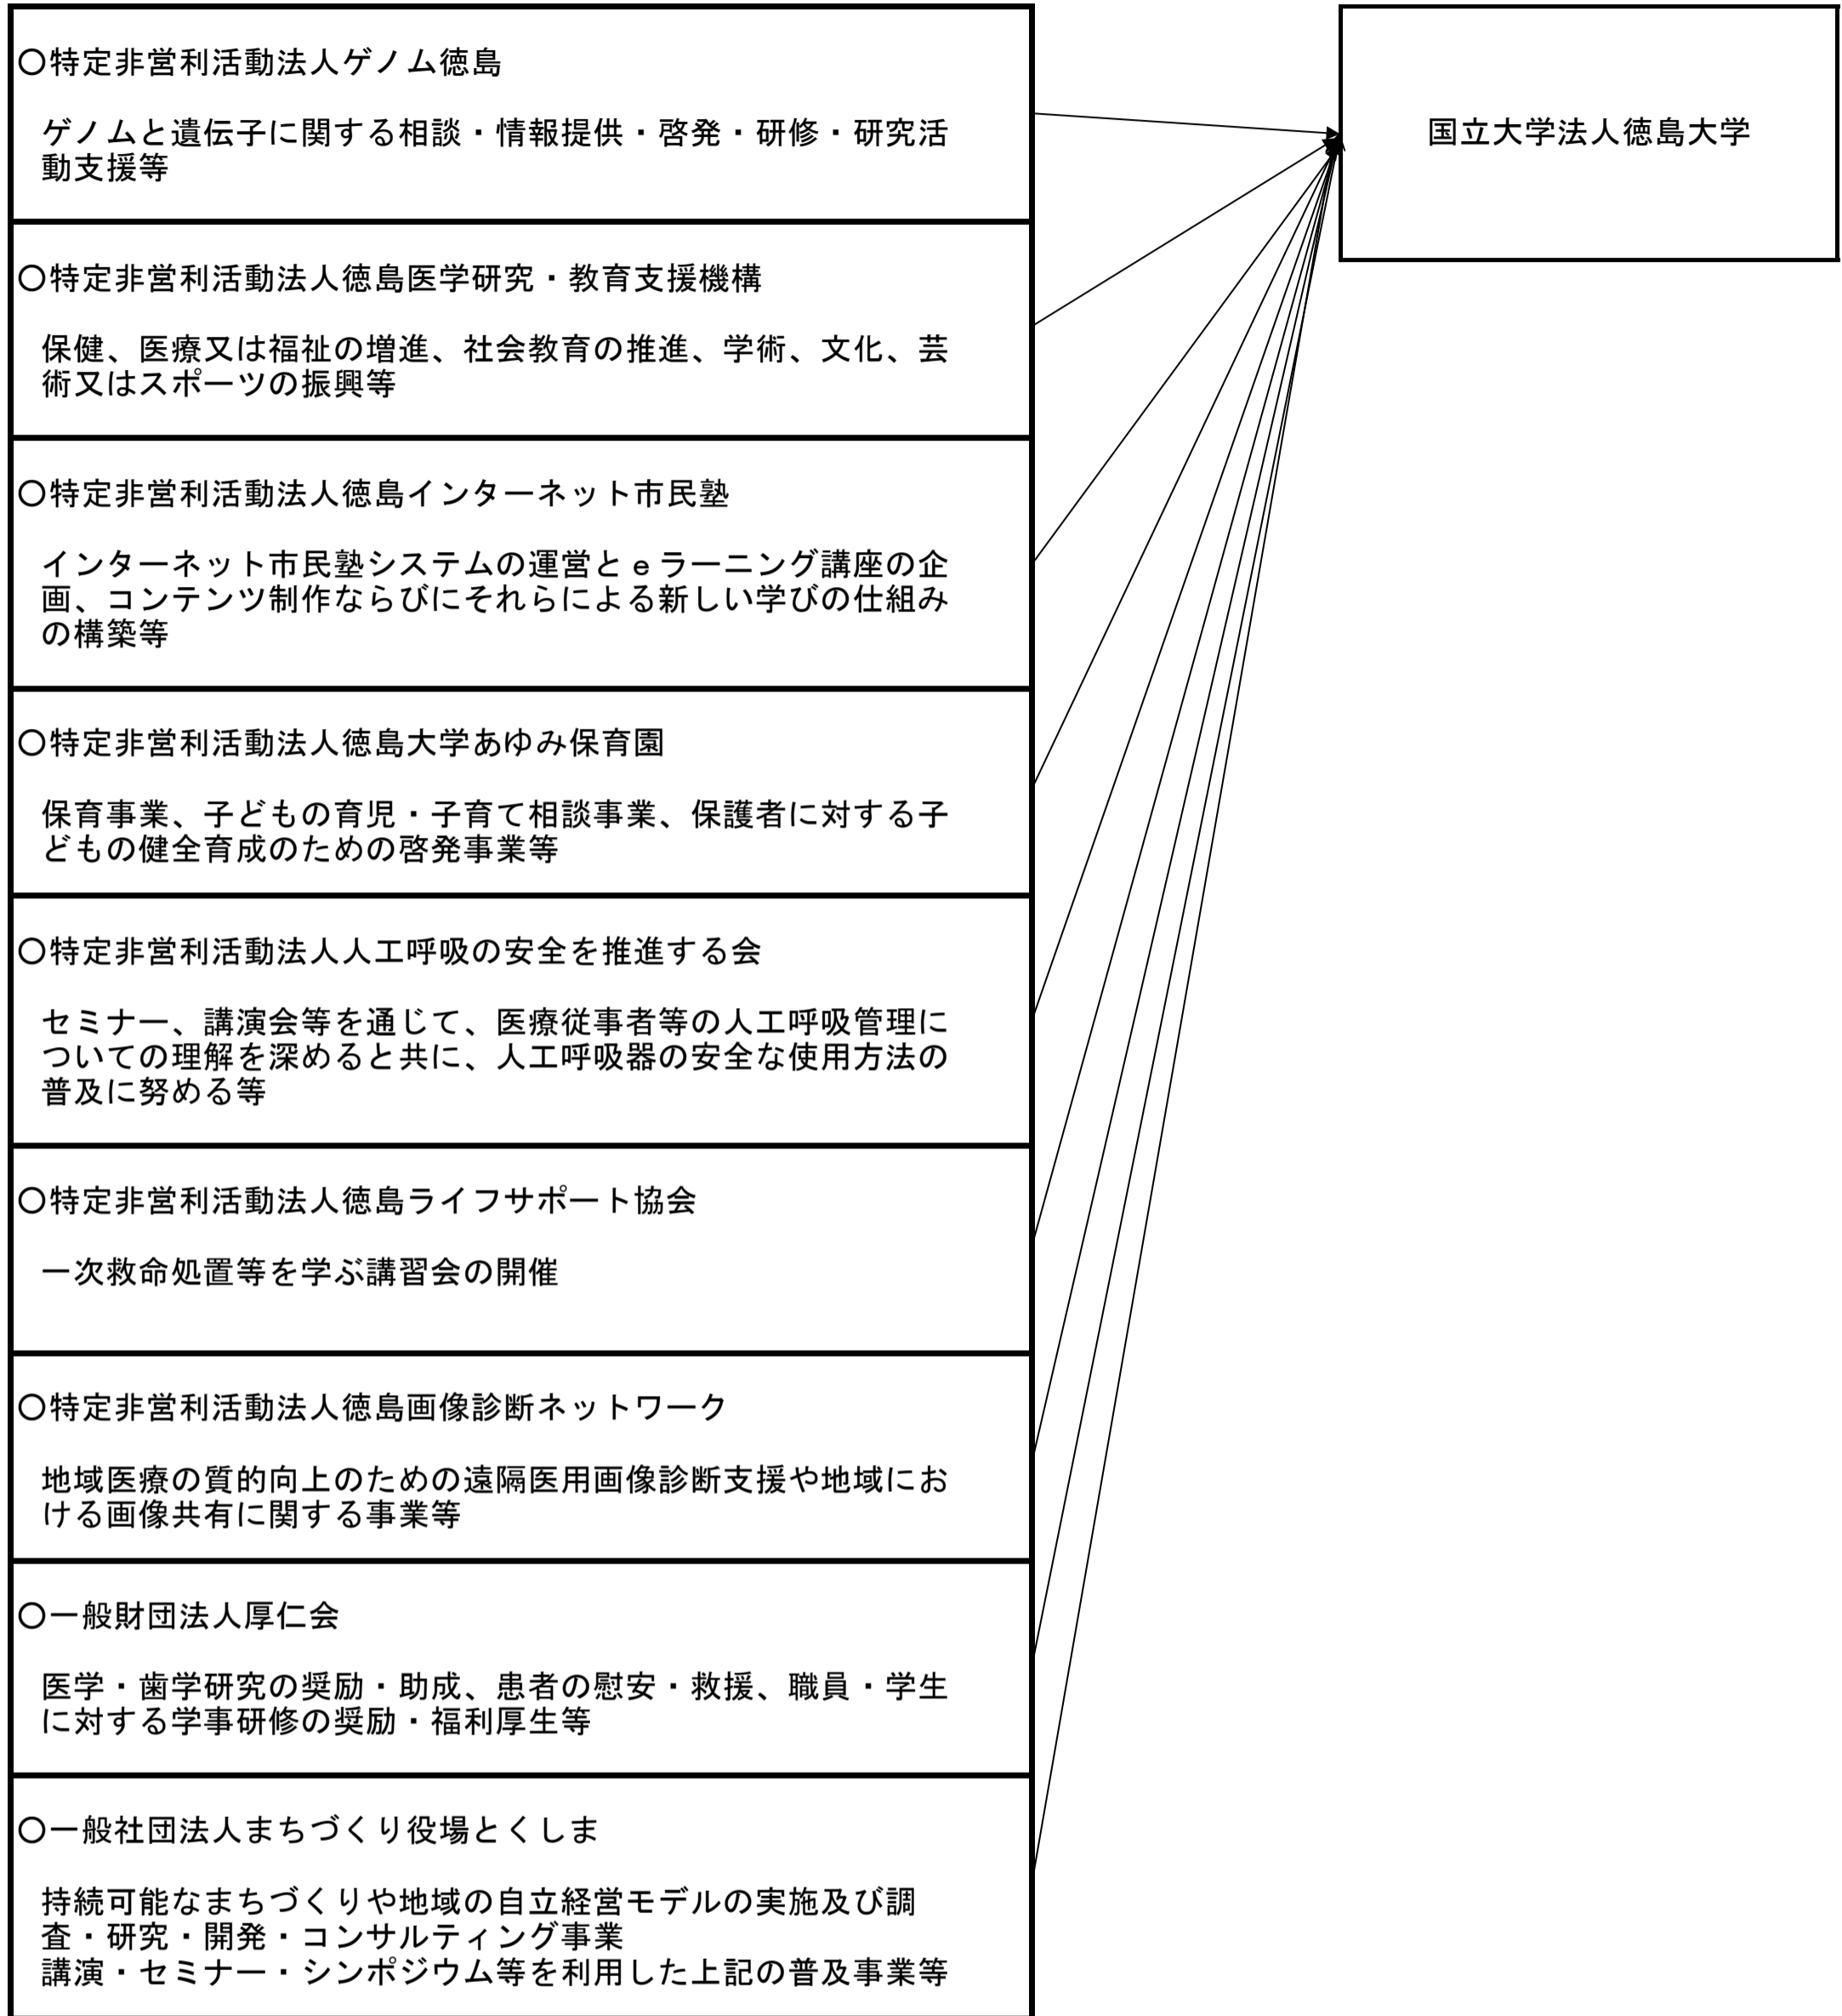 ○特定非営利活動法人ゲノム徳島
ゲノムと遺伝子に関する相談・情報提供・啓発・研修・研究活
動支援等
国立大学法人徳島大学
○特定非営利活動法人徳島医学研究・教育支援機構
保健、医療又は福祉の増進、社会教育の推進、学術、文化、芸
術又はスポーツの振興等
○特定非営利活動法人徳島インターネット市民塾
インターネット市民塾システムの運営とｅラーニング講座の企
画、コンテンツ制作ならびにそれらによる新しい学びの仕組み
の構築等
○特定非営利活動法人徳島大学あゆみ保育園
保育事業、子どもの育児・子育て相談事業、保護者に対する子
どもの健全育成のための啓発事業等
○特定非営利活動法人人工呼吸の安全を推進する会
セミナー、講演会等を通じて、医療従事者等の人工呼吸管理に
ついての理解を深めると共に、人工呼吸器の安全な使用方法の
普及に努める等
○特定非営利活動法人徳島ライフサポート協会
一次救命処置等を学ぶ講習会の開催
○特定非営利活動法人徳島画像診断ネットワーク
地域医療の質的向上のための遠隔医用画像診断支援や地域にお
ける画像共有に関する事業等
○一般財団法人厚仁会
医学・歯学研究の奨励・助成、患者の慰安・救援、職員・学生
に対する学事研修の奨励・福利厚生等
○一般社団法人まちづくり役場とくしま
持続可能なまちづくりや地域の自立経営モデルの実施及び調
査・研究・開発・コンサルティング事業
講演・セミナー・シンポジウム等を利用した上記の普及事業等